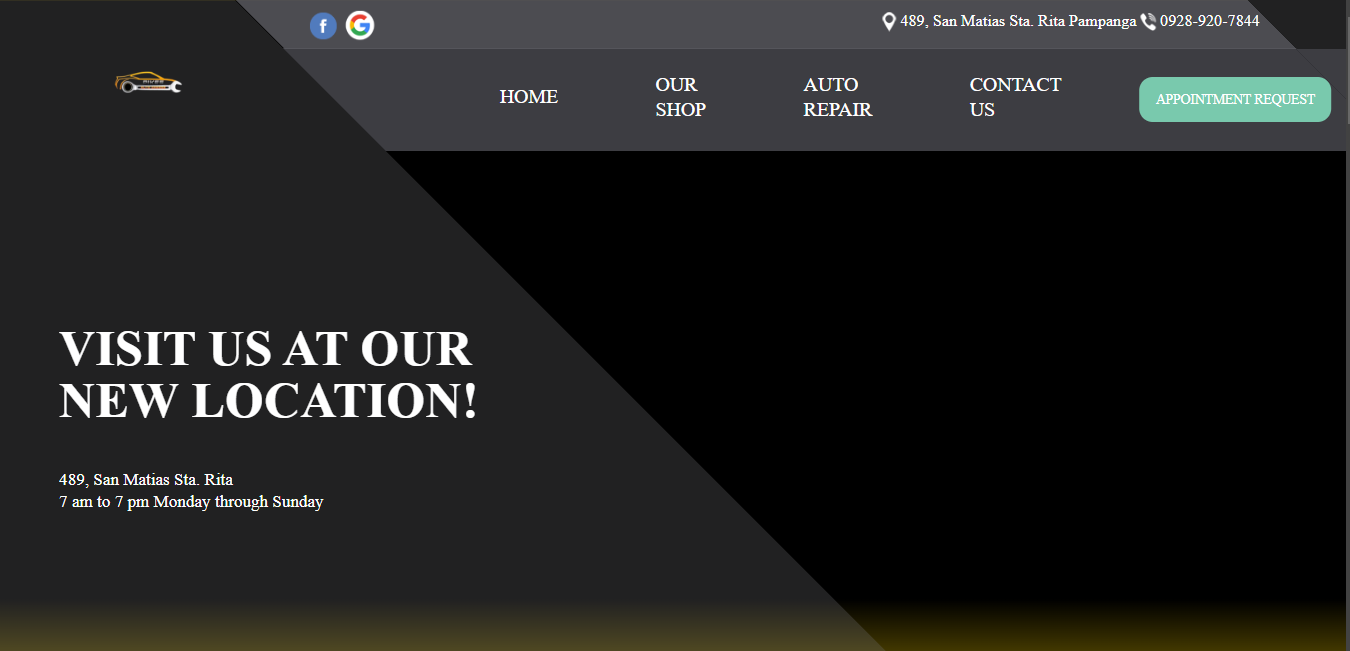 489, San Matias Sta. Rita Pampanga 0928-920-7844
HOME
OUR
SHOP
AUTO
REPAIR
CONTACT
US
APPOINTMENT REQUEST
VISIT US AT OUR
NEW LOCATION!
489, San Matias Sta. Rita
7 am to 7 pm Monday through Sunday